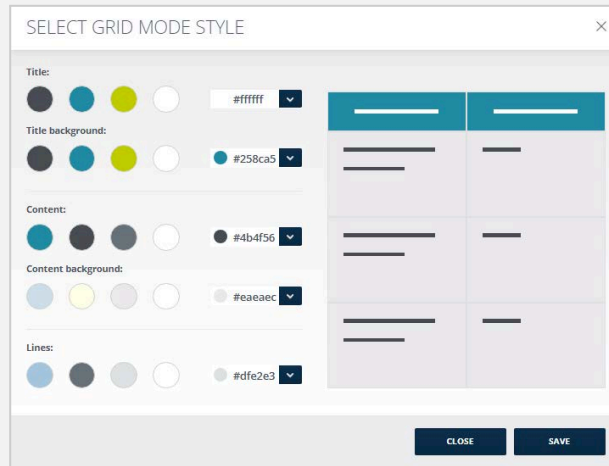 SELECT GRID MODE STYLE
Title:
#ffffff
Title background:
#258ca5
Content:
#4b4f56
Content background:
#eaeaec
Lines:
#dfe2e3
CLOSE
SAVE